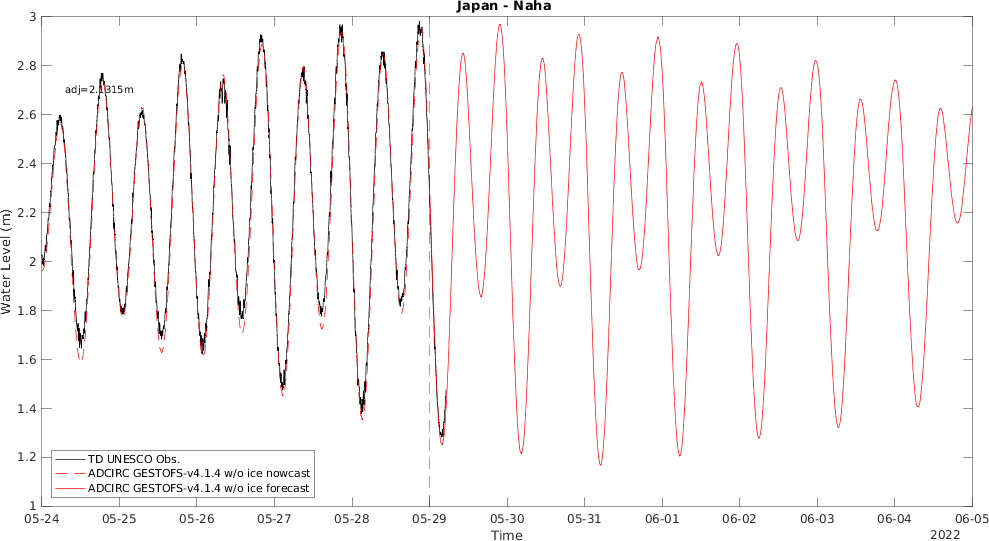 Japan - Naha
3
2.8
2.6
2.4
2.2
2
1.8
1.6
1.4
1.2
1
Water Level (m)
adj=2.1315m
TD UNESCO Obs.
ADCIRC GESTOFS-v4.1.4 w/o ice nowcast
ADCIRC GESTOFS-v4.1.4 w/o ice forecast
05-24 05-25 05-26 05-27 05-28 05-29 05-30 05-31 06-01 06-02 06-03 06-04 06-05
Time
2022